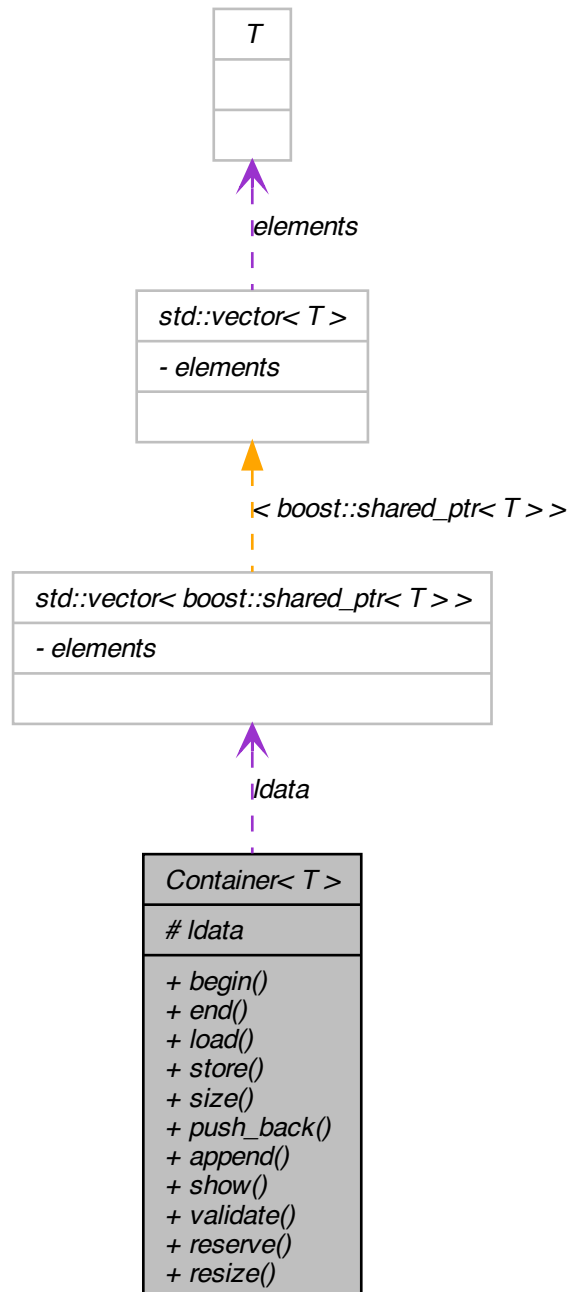 T
elements
std::vector< T >
- elements
< boost::shared_ptr< T > >
std::vector< boost::shared_ptr< T > >
- elements
ldata
Container< T >
# ldata
+ begin()
+ end()
+ load()
+ store()
+ size()
+ push_back()
+ append()
+ show()
+ validate()
+ reserve()
+ resize()